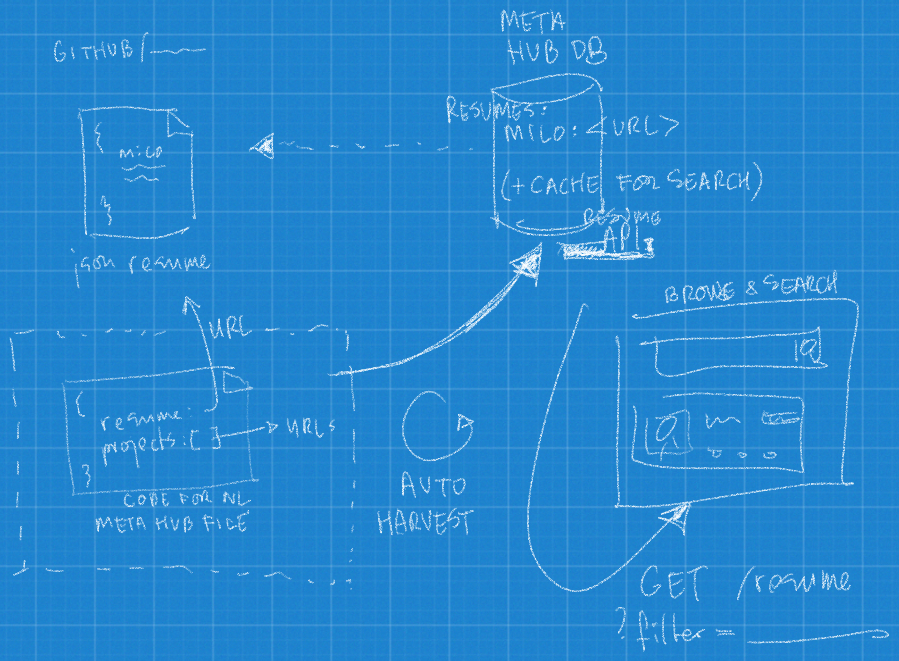 GITHUB/
META
HUB DB
RESUMES:
MILO: <URL>
(+ CACHE FOR SEARCH)
RESUME
API
{
MILO
}
json resume
URL
{
resume:
projects: [ ] URLs
}
CODE FOR NL
META HUB FILE
AUTO
HARVEST
BROWE & SEARCH
GET /resume
?filter=